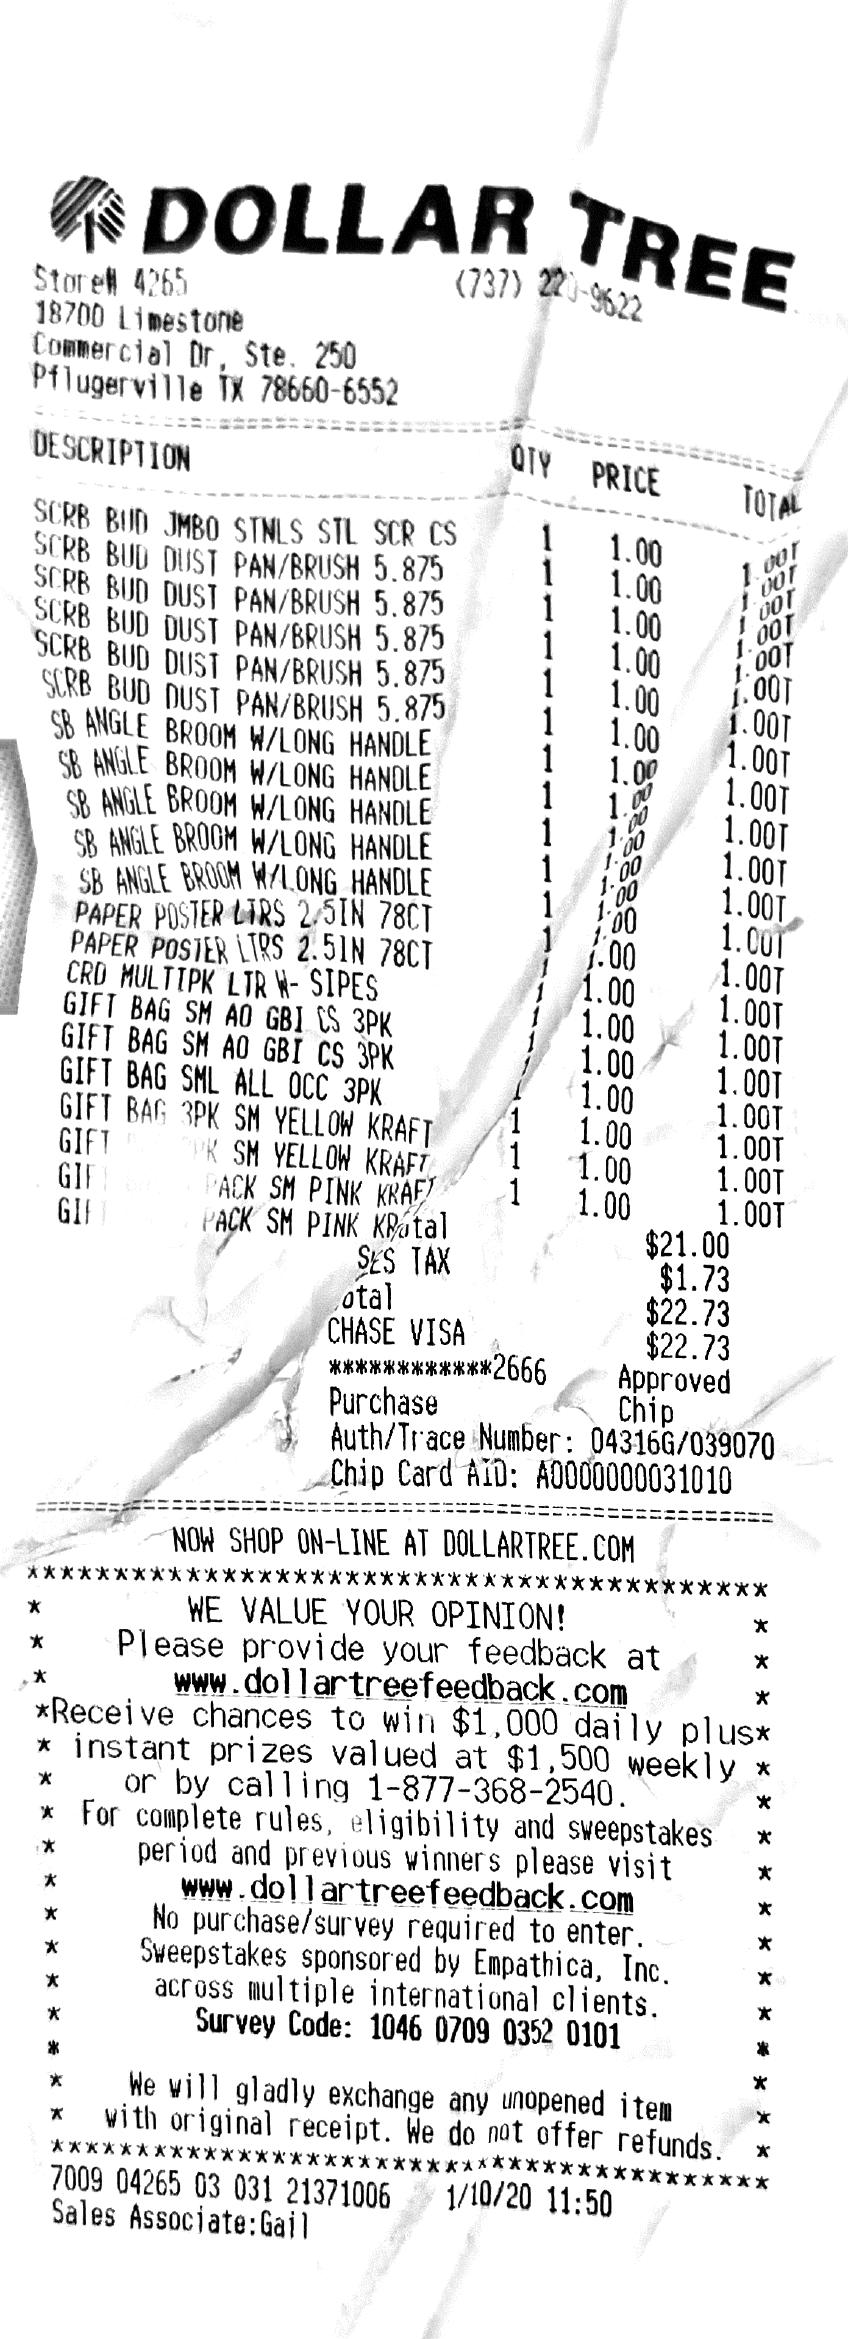 DOLLAR TREE
Store# 4265 (737) 220-9622
18700 Limestone
Commercial Dr, Ste. 250
Pflugerville TX 78660-6552
DESCRIPTION QTY PRICE TOTAL
SCRB BUD JMBO STNLS STL SCR CS 1 1.00 1.00T
SCRB BUD DUST PAN/BRUSH 5.875 1 1.00 1.00T
SCRB BUD DUST PAN/BRUSH 5.875 1 1.00 1.00T
SCRB BUD DUST PAN/BRUSH 5.875 1 1.00 1.00T
SCRB BUD DUST PAN/BRUSH 5.875 1 1.00 1.00T
SCRB BUD DUST PAN/BRUSH 5.875 1 1.00 1.00T
SB ANGLE BROOM W/LONG HANDLE 1 1.00 1.00T
SB ANGLE BROOM W/LONG HANDLE 1 1.00 1.00T
SB ANGLE BROOM W/LONG HANDLE 1 1.00 1.00T
SB ANGLE BROOM W/LONG HANDLE 1 1.00 1.00T
SB ANGLE BROOM W/LONG HANDLE 1 1.00 1.00T
PAPER POSTER LTRS 2.5IN 78CT 1 1.00 1.00T
PAPER POSTER LTRS 2.5IN 78CT 1 1.00 1.00T
CRD MULTIPK LTR W- SIPES 1 1.00 1.00T
GIFT BAG SM AO GBI CS 3PK 1 1.00 1.00T
GIFT BAG SM AO GBI CS 3PK 1 1.00 1.00T
GIFT BAG SML ALL OCC 3PK 1 1.00 1.00T
GIFT BAG 3PK SM YELLOW KRAFT 1 1.00 1.00T
GIFT PK SM YELLOW KRAFT 1 1.00 1.00T
GIF PACK SM PINK KRAF 1 1.00 1.00T
GIF PACK SM PINK KR 1 1.00 1.00T
otal $21.00
SES TAX $1.73
otal $22.73
CHASE VISA $22.73
************2666 Approved
Purchase Chip
Auth/Trace Number: 04316G/039070
Chip Card AID: A0000000031010
NOW SHOP ON-LINE AT DOLLARTREE.COM
WE VALUE YOUR OPINION!
Please provide your feedback at
www.dollartreefeedback.com
*Receive chances to win $1,000 daily plus*
* instant prizes valued at $1,500 weekly *
* or by calling 1-877-368-2540. *
* For complete rules, eligibility and sweepstakes *
* period and previous winners please visit *
* www.dollartreefeedback.com *
* No purchase/survey required to enter. *
* Sweepstakes sponsored by Empathica, Inc. *
* across multiple international clients. *
* Survey Code: 1046 0709 0352 0101 *
* We will gladly exchange any unopened item *
* with original receipt. We do not offer refunds. *
7009 04265 03 031 21371006 1/10/20 11:50
Sales Associate:Gail